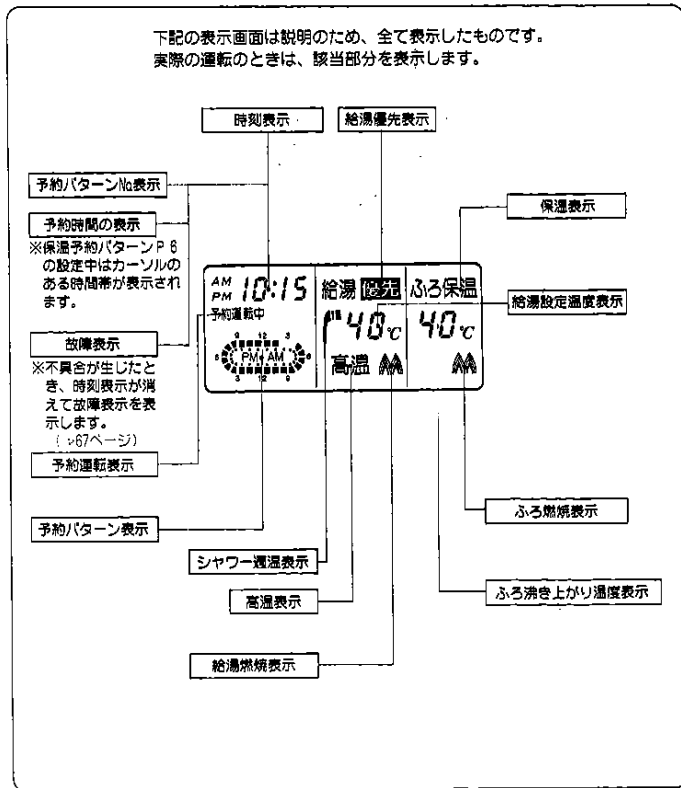 下記の表示画面は説明のため、全て表示したものです。
実際の運転のときは、該当部分を表示します。
時刻表示
給湯優先表示
予約パターンNo表示
保温表示
予約時間の表示
※保温予約パターンP6
の設定中はカーソルの
ある時間帯が表示され
ます。
給湯設定温度表示
故障表示
※不具合が生じたと
き、時刻表示が消
えて故障表示を表
示します。
(67ページ)
予約運転表示
予約パターン表示
AM
PM 10:15
予約運転中
9 12 3
6 PM AM 6
3 12 9
給湯 優先
40℃
高温
ふろ保温
40℃
ふろ燃焼表示
シャワー適温表示
高温表示
ふろ沸き上がり温度表示
給湯燃焼表示